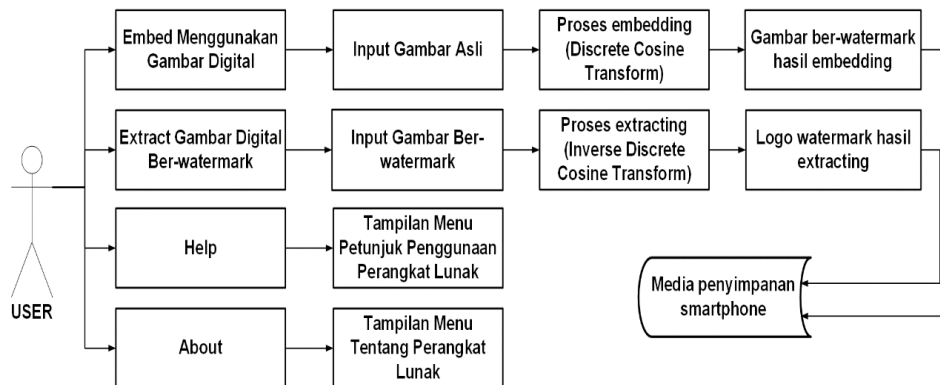 Embed Menggunakan
Gambar Digital
Input Gambar Asli
Proses embedding
(Discrete Cosine
Transform)
Gambar ber-watermark
hasil embedding
Extract Gambar Digital
Ber-watermark
Input Gambar Ber-
watermark
Proses extracting
(Inverse Discrete
Cosine Transform)
Logo watermark hasil
extracting
USER
Help
Tampilan Menu
Petunjuk Penggunaan
Perangkat Lunak
Media penyimpanan
smartphone
About
Tampilan Menu
Tentang Perangkat
Lunak